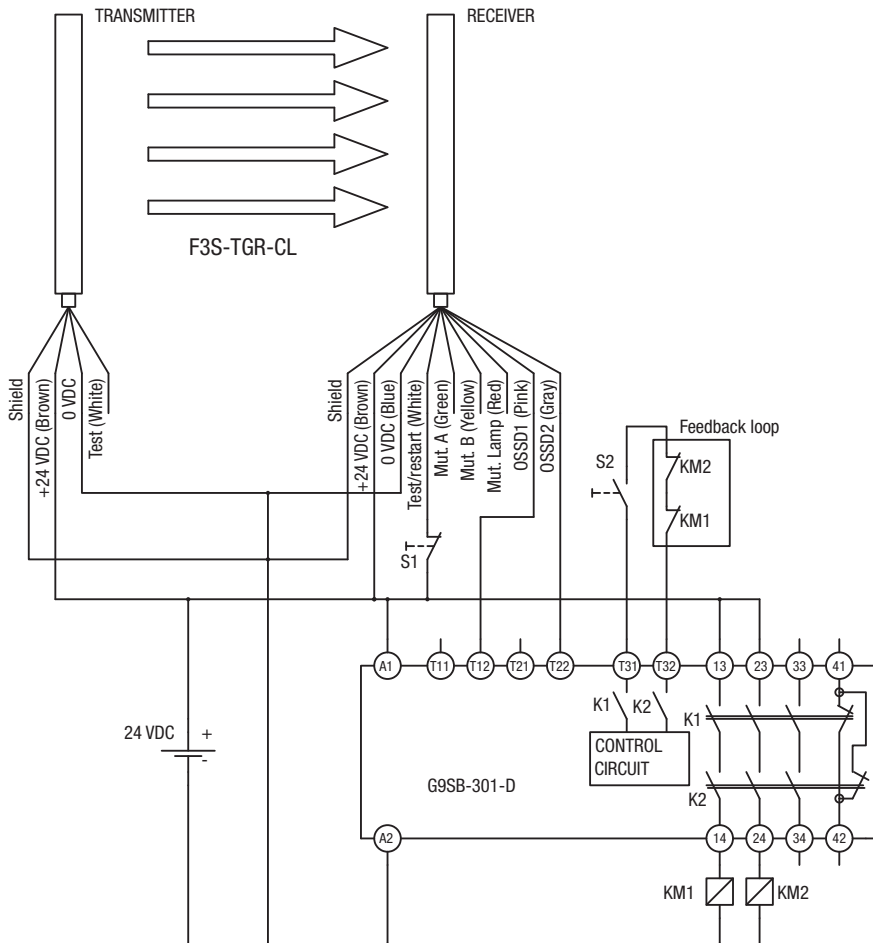 TRANSMITTER
RECEIVER
F3S-TGR-CL
Shield
+24 VDC (Brown)
0 VDC
Test (White)
Shield
+24 VDC (Brown)
0 VDC (Blue)
Test/restart (White)
Mut. A (Green)
Mut. B (Yellow)
Mut. Lamp (Red)
OSSD1 (Pink)
OSSD2 (Gray)
Feedback loop
S2
KM2
KM1
S1
A1
T11
T12
T21
T22
T31
T32
13
23
33
41
K1
K2
K1
24 VDC
+
-
CONTROL
CIRCUIT
G9SB-301-D
K2
A2
14
24
34
42
KM1
KM2